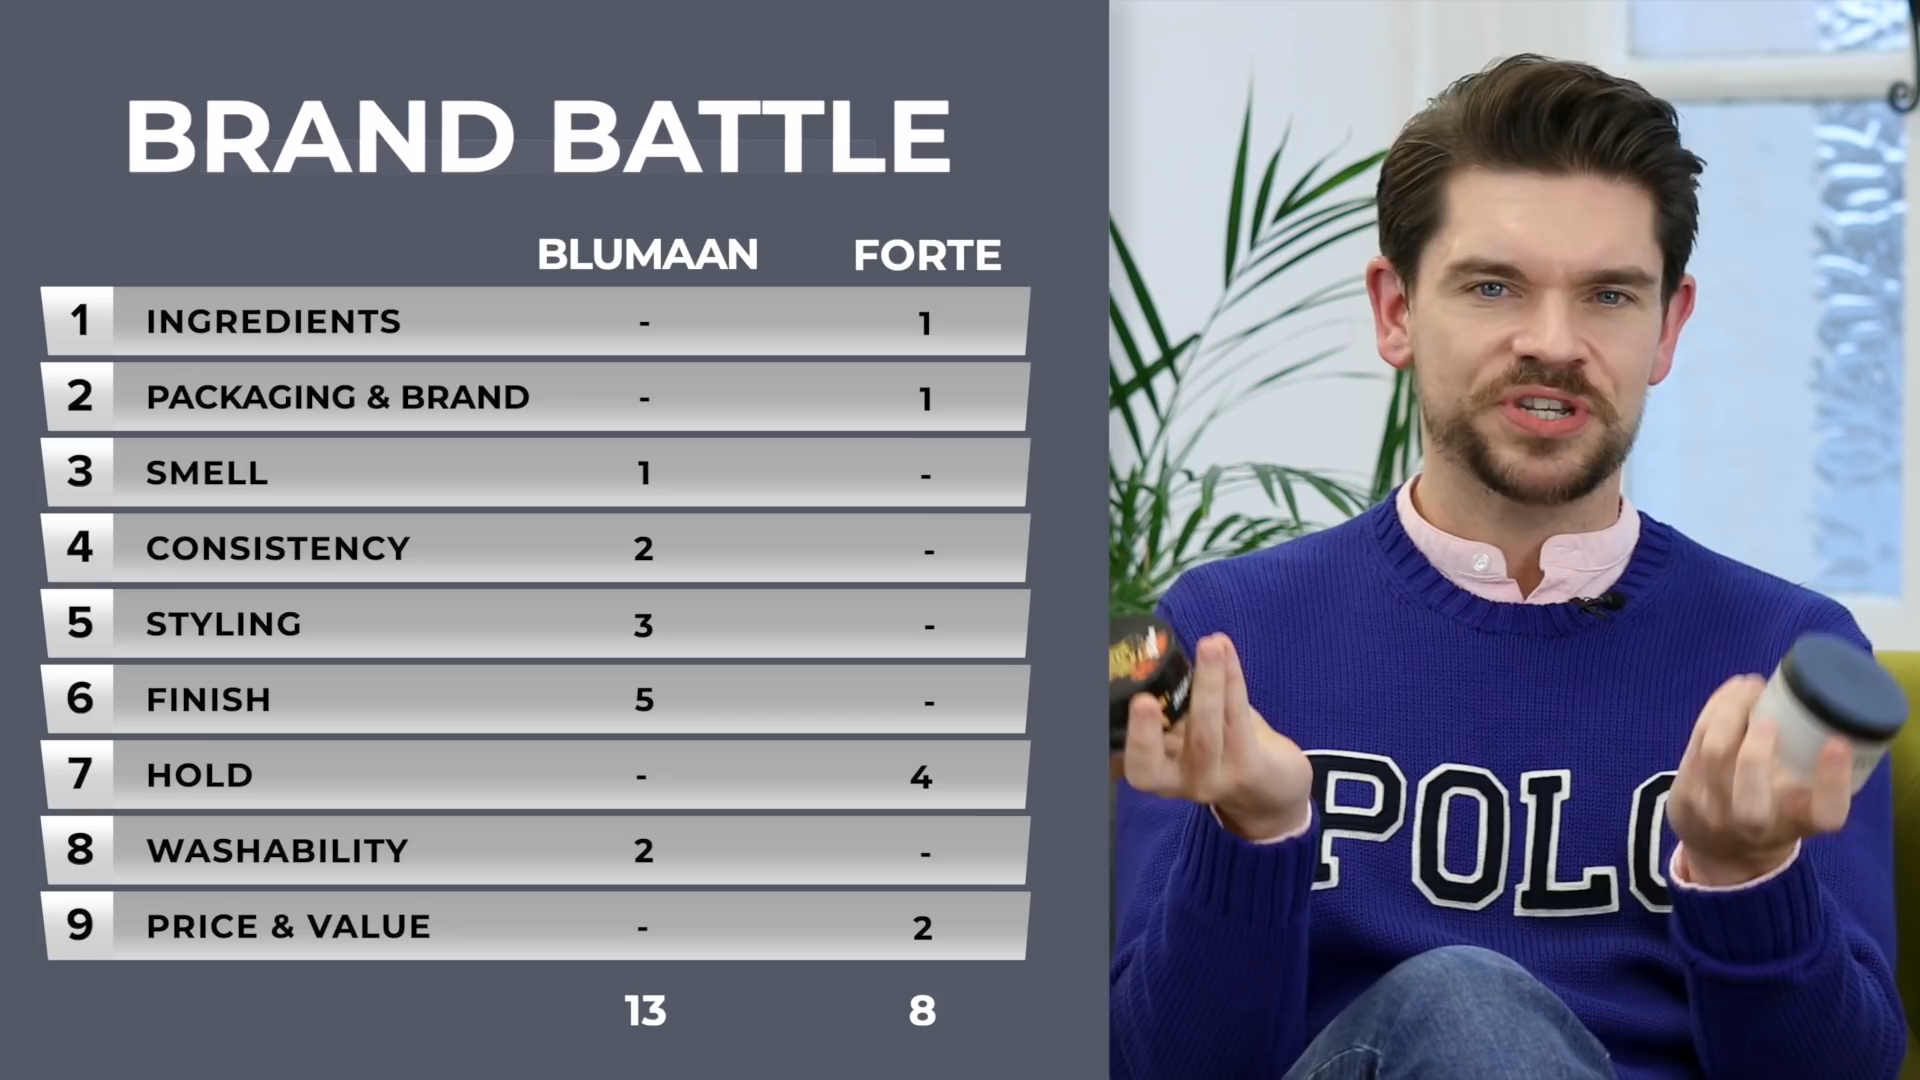 BRAND BATTLE
BLUMAAN FORTE
1 INGREDIENTS - 1
2 PACKAGING & BRAND - 1
3 SMELL 1 -
4 CONSISTENCY 2 -
5 STYLING 3 -
6 FINISH 5 -
7 HOLD - 4
8 WASHABILITY 2 -
9 PRICE & VALUE - 2
13 8
POLO